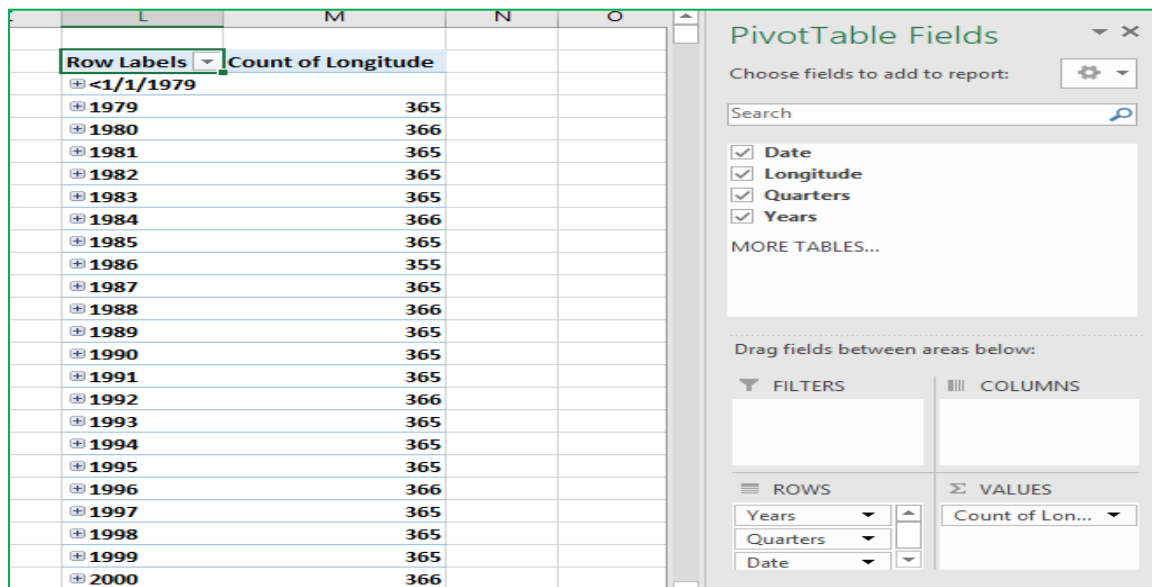 L M N O
Row Labels Count of Longitude
<1/1/1979
1979 365
1980 366
1981 365
1982 365
1983 365
1984 366
1985 365
1986 355
1987 365
1988 366
1989 365
1990 365
1991 365
1992 366
1993 365
1994 365
1995 365
1996 366
1997 365
1998 365
1999 365
2000 366
PivotTable Fields
Choose fields to add to report:
Search
Date
Longitude
Quarters
Years
MORE TABLES...
Drag fields between areas below:
FILTERS
COLUMNS
ROWS
Years
Quarters
Date
Σ VALUES
Count of Lon...